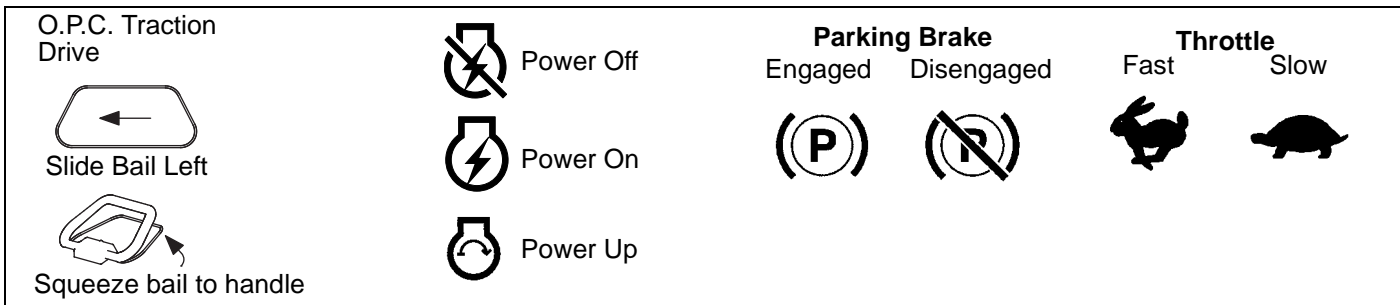 O.P.C. Traction
Drive
Slide Bail Left
Squeeze bail to handle
Power Off
Power On
Power Up
Parking Brake
Engaged Disengaged
P P
Throttle
Fast Slow